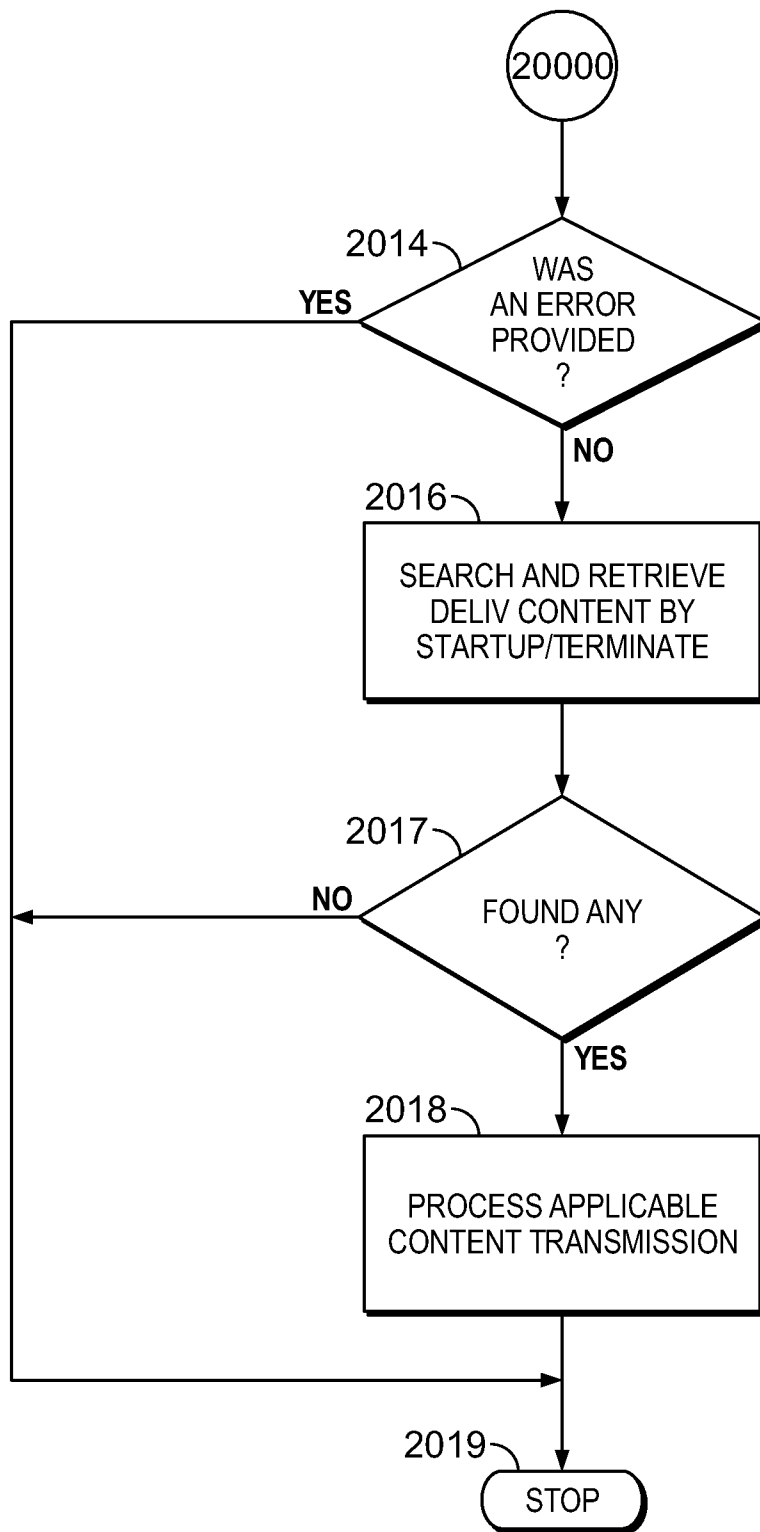 20000
2014
WAS
AN ERROR
PROVIDED
?
YES
NO
2016
SEARCH AND RETRIEVE
DELIV CONTENT BY
STARTUP/TERMINATE
2017
NO
FOUND ANY
?
YES
2018
PROCESS APPLICABLE
CONTENT TRANSMISSION
2019
STOP